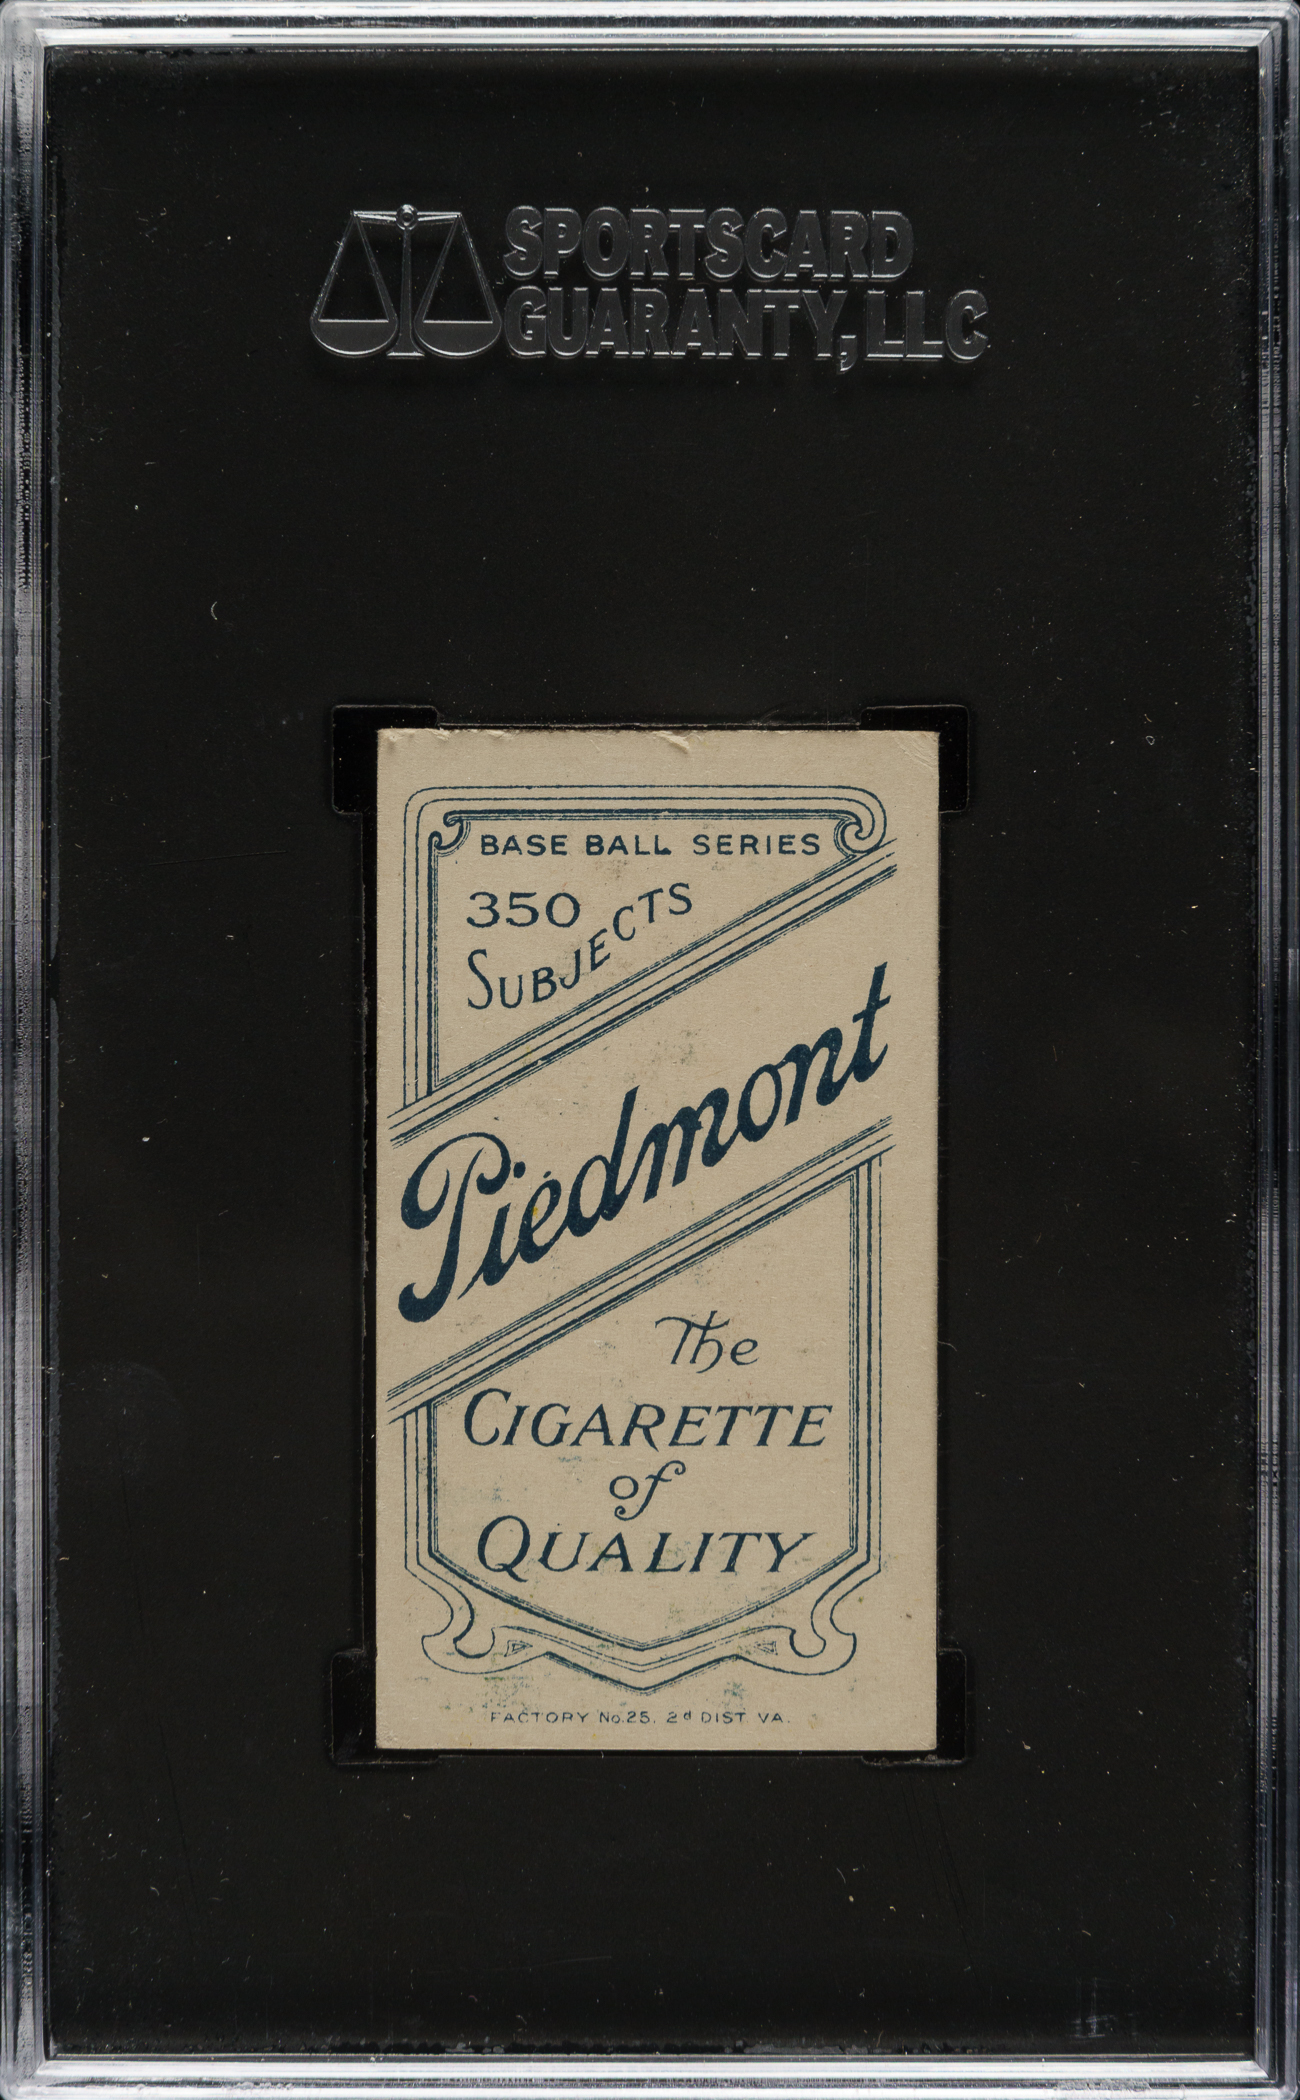 SPORTSCARD
GUARANTY, LLC
BASE BALL SERIES
350
SUBJECTS
Piedmont
The
CIGARETTE
of
QUALITY
FACTORY No. 25, 2d DIST. VA.